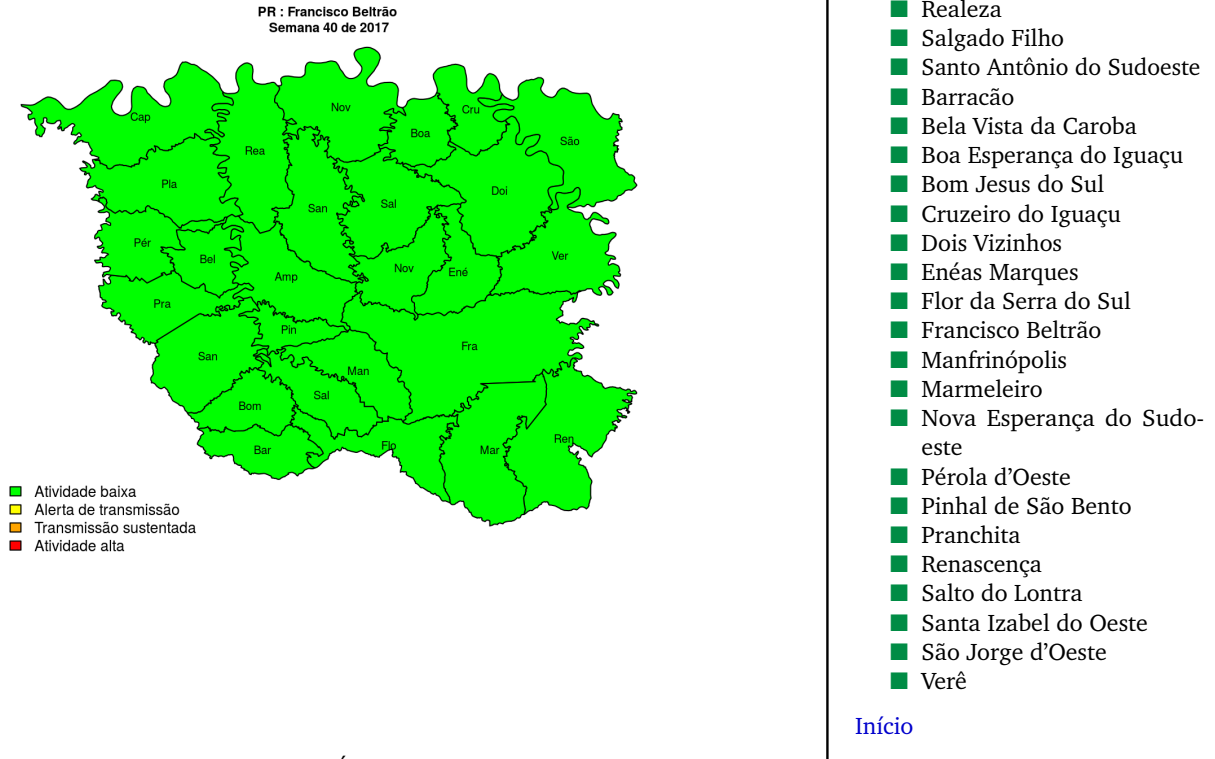 PR : Francisco Beltrão
Semana 40 de 2017
Cap
Nov
Cru
Boa
São
Rea
Pla
Doi
San
Sal
Pér
Bel
Ver
Nov
Ené
Amp
Pra
Pin
Fra
San
Man
Sal
Bom
Ren
Flo
Bar
Mar
Atividade baixa
Alerta de transmissão
Transmissão sustentada
Atividade alta
Realeza
Salgado Filho
Santo Antônio do Sudoeste
Barracão
Bela Vista da Caroba
Boa Esperança do Iguaçu
Bom Jesus do Sul
Cruzeiro do Iguaçu
Dois Vizinhos
Enéas Marques
Flor da Serra do Sul
Francisco Beltrão
Manfrinópolis
Marmeleiro
Nova Esperança do Sudo-
este
Pérola d’Oeste
Pinhal de São Bento
Pranchita
Renascença
Salto do Lontra
Santa Izabel do Oeste
São Jorge d’Oeste
Verê
Início